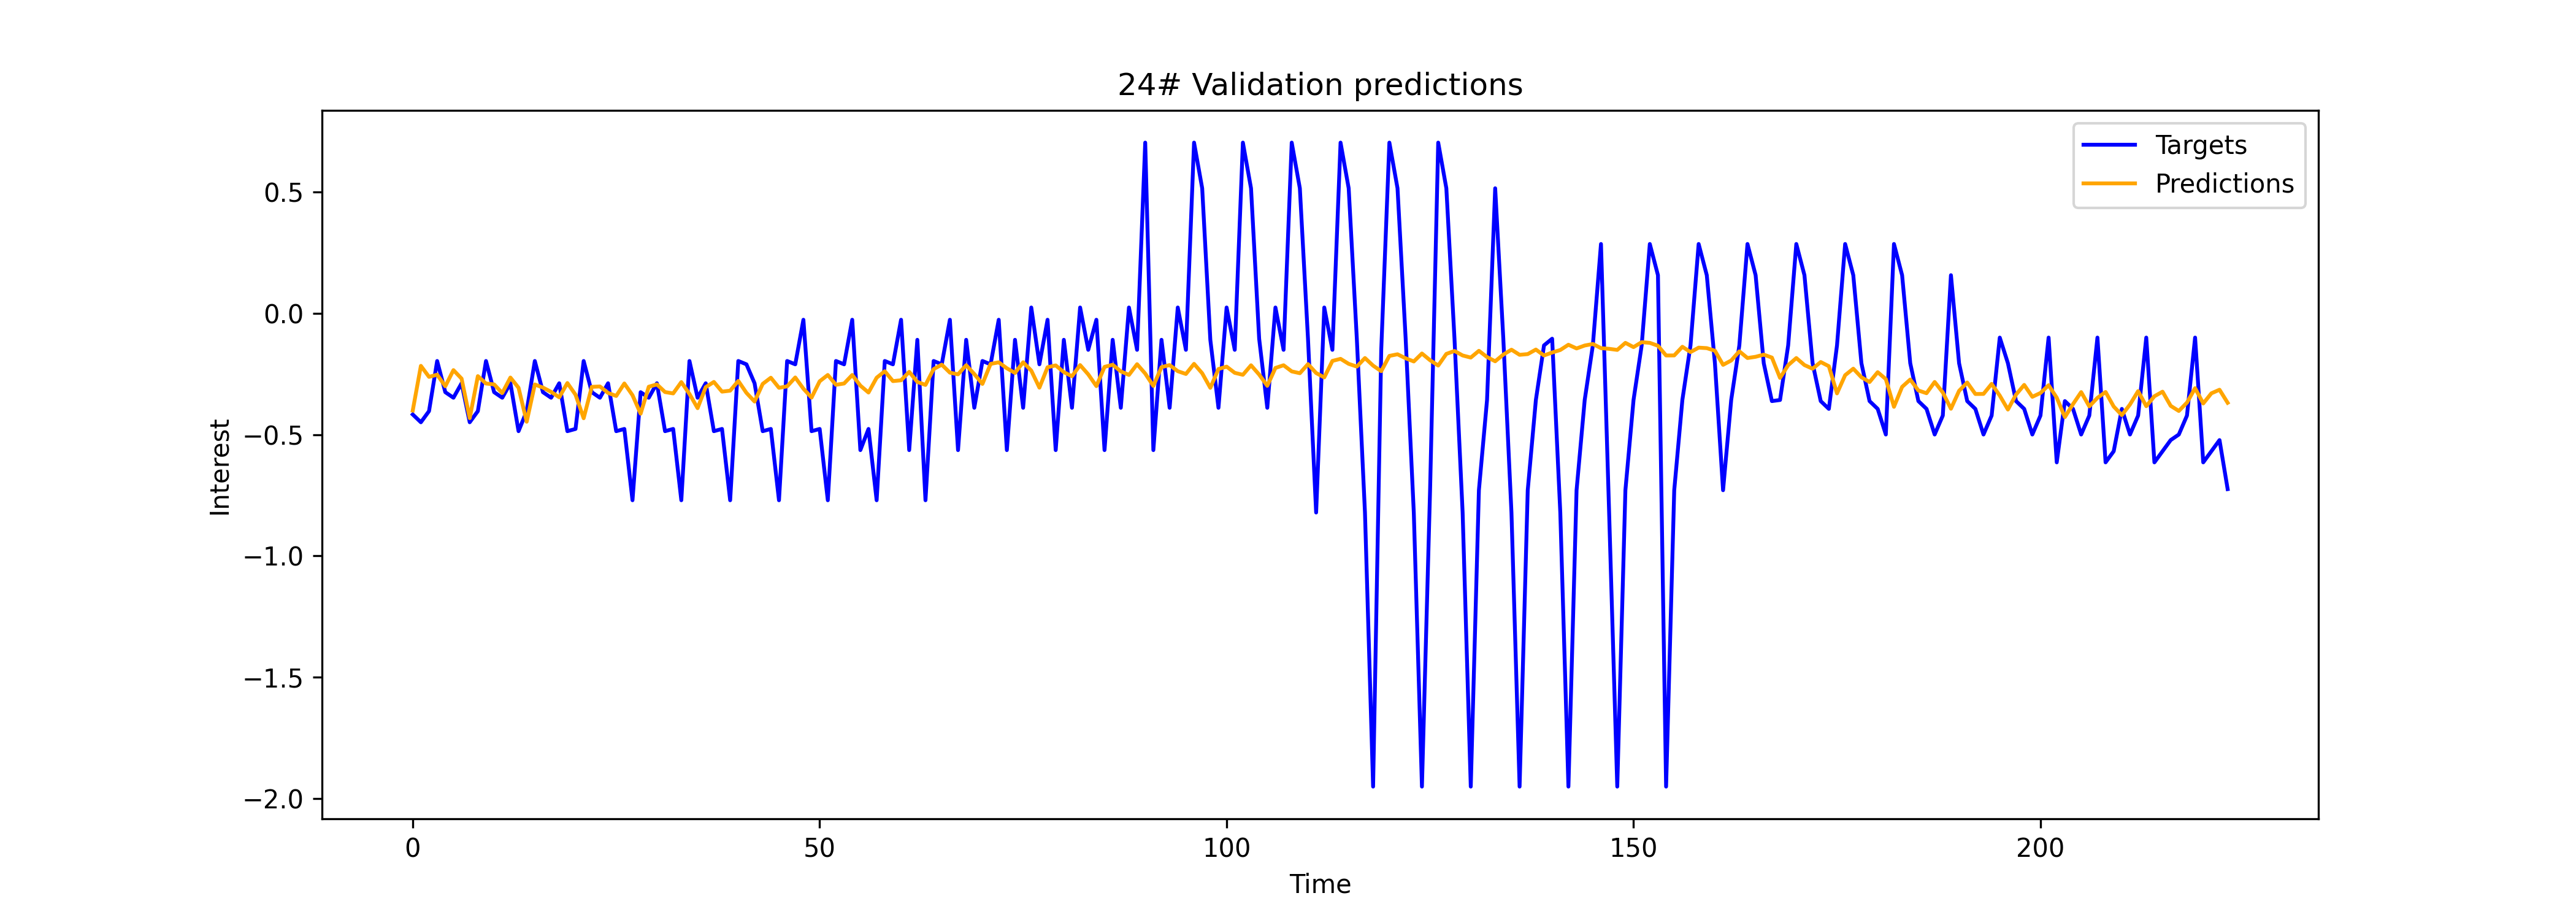 24# Validation predictions
Targets
Predictions
0.5
0.0
−0.5
−1.0
−1.5
−2.0
Interest
0
50
100
150
200
Time